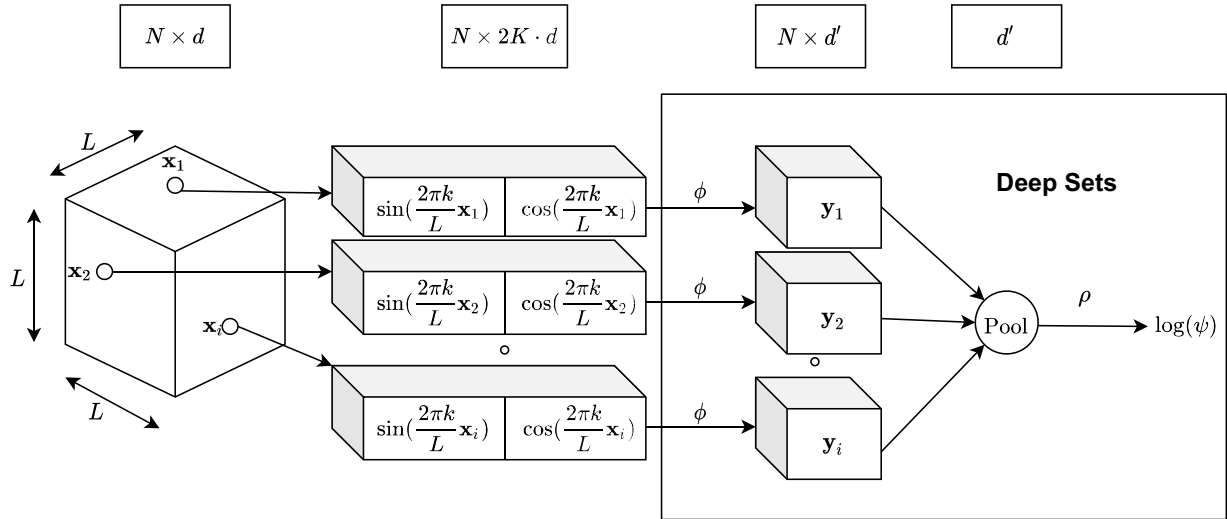 N × d
N × 2K · d
N × d′
d′
L
L
L
x₁
x₂
xᵢ
sin(2πk/L x₁) cos(2πk/L x₁)
sin(2πk/L x₂) cos(2πk/L x₂)
sin(2πk/L xᵢ) cos(2πk/L xᵢ)
ϕ
ϕ
ϕ
Deep Sets
y₁
y₂
yᵢ
Pool
ρ
log(ψ)